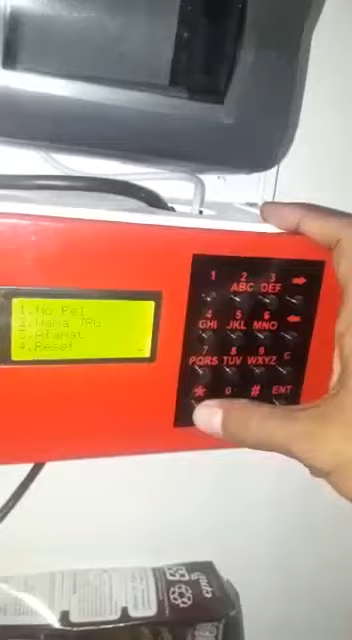 1.No Pel
2.Nama JRG
3.Alamat
4.Reset
1 2 3 →
ABC DEF
4 5 6 ←
GHI JKL MNO
7 8 9 C
PQRS TUV WXYZ
* 0 # ENT